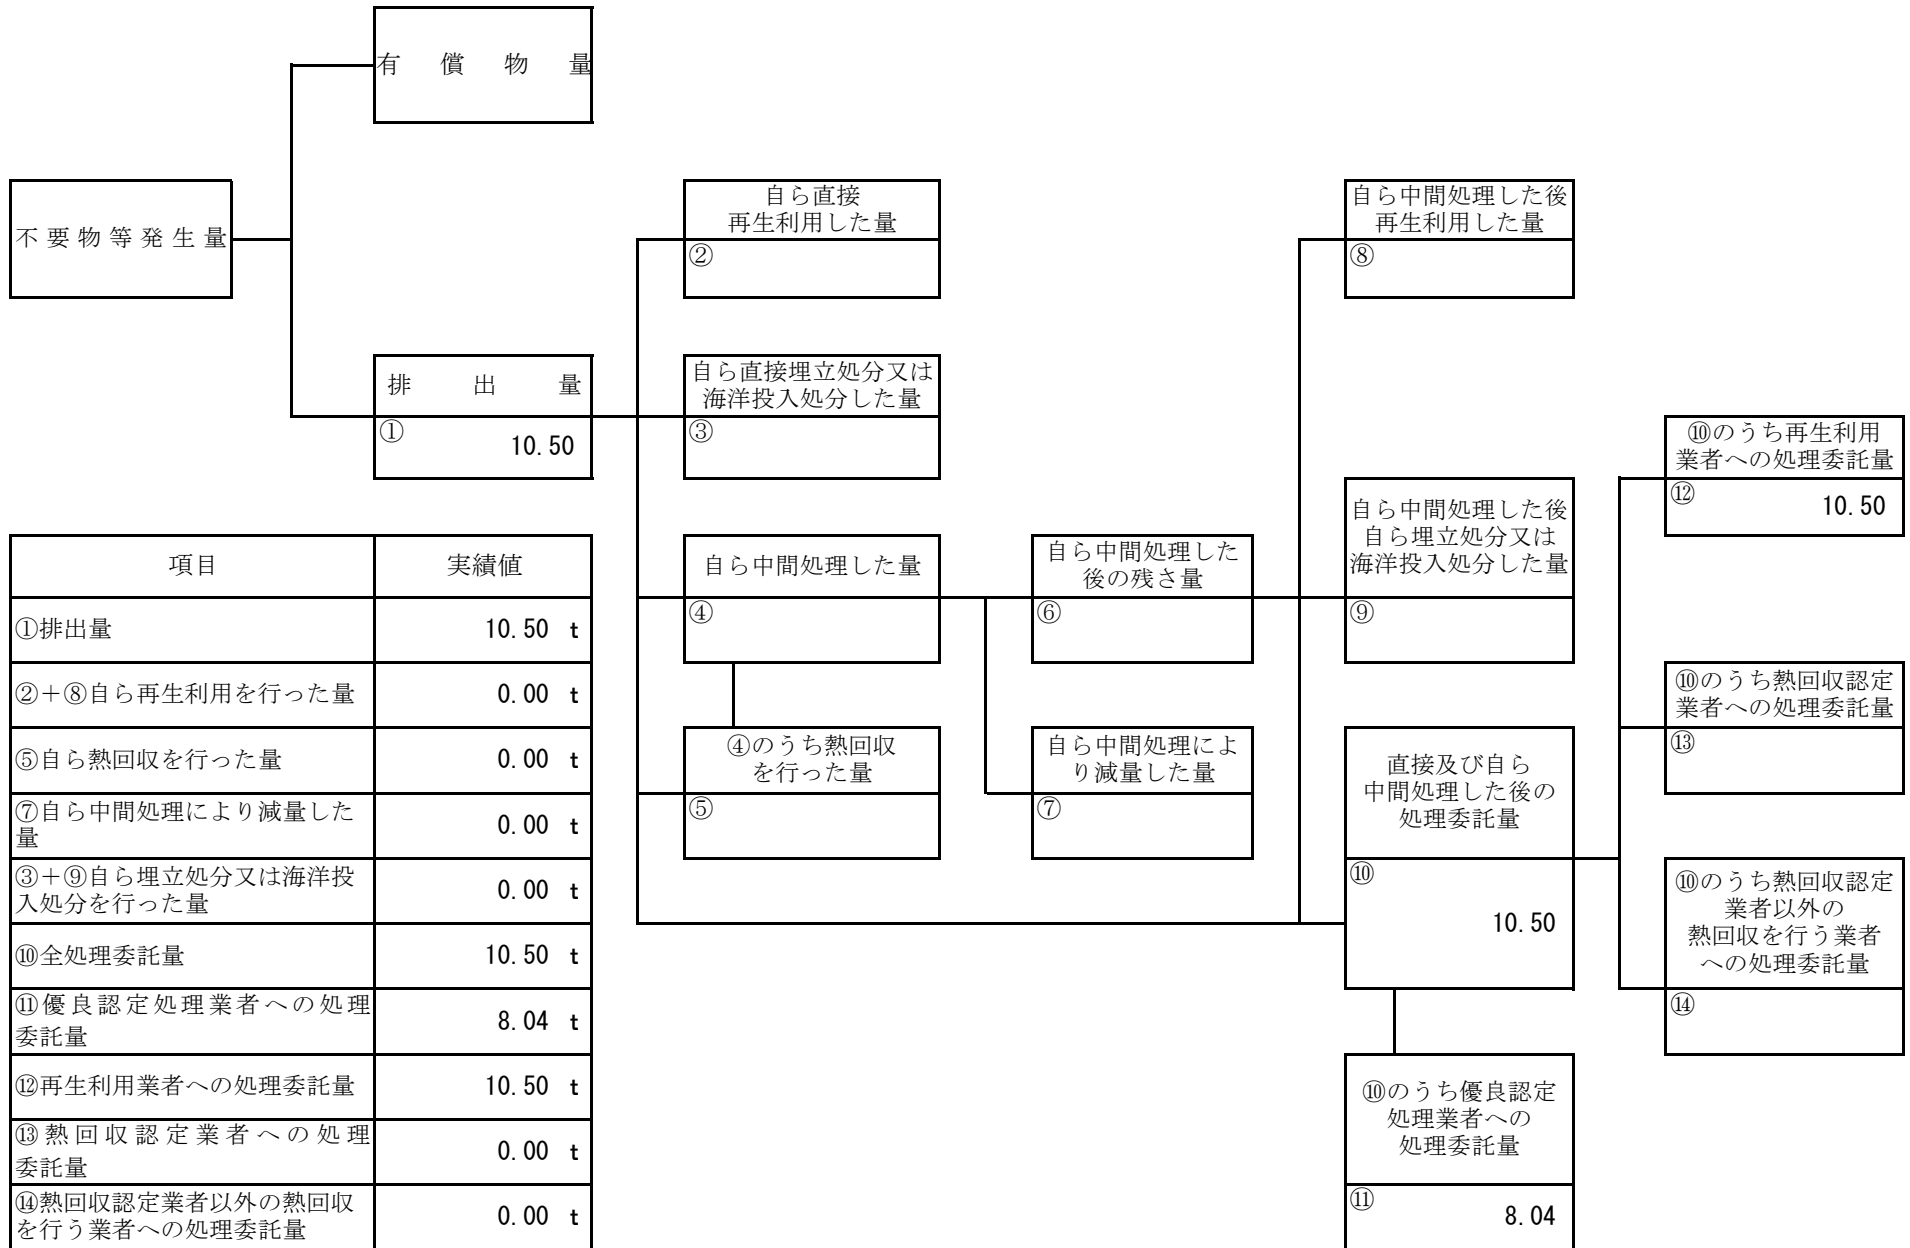 有償物量
不要物等発生量
自ら直接
再生利用した量
②
自ら中間処理した後
再生利用した量
⑧
排出量
①
10.50
自ら直接埋立処分又は
海洋投入処分した量
③
⑩のうち再生利用
業者への処理委託量
⑫
10.50
自ら中間処理した量
④
自ら中間処理した
後の残さ量
⑥
自ら中間処理した後
自ら埋立処分又は
海洋投入処分した量
⑨
④のうち熱回収
を行った量
⑤
自ら中間処理によ
り減量した量
⑦
直接及び自ら
中間処理した後の
処理委託量
⑩
10.50
⑩のうち熱回収認定
業者への処理委託量
⑬
⑩のうち熱回収認定
業者以外の
熱回収を行う業者
への処理委託量
⑭
⑩のうち優良認定
処理業者への
処理委託量
⑪
8.04
項目 実績値
①排出量 10.50 t
②+⑧自ら再生利用を行った量 0.00 t
⑤自ら熱回収を行った量 0.00 t
⑦自ら中間処理により減量した
量 0.00 t
③+⑨自ら埋立処分又は海洋投
入処分を行った量 0.00 t
⑩全処理委託量 10.50 t
⑪優良認定処理業者への処理
委託量 8.04 t
⑫再生利用業者への処理委託量 10.50 t
⑬熱回収認定業者への処理
委託量 0.00 t
⑭熱回収認定業者以外の熱回収
を行う業者への処理委託量 0.00 t